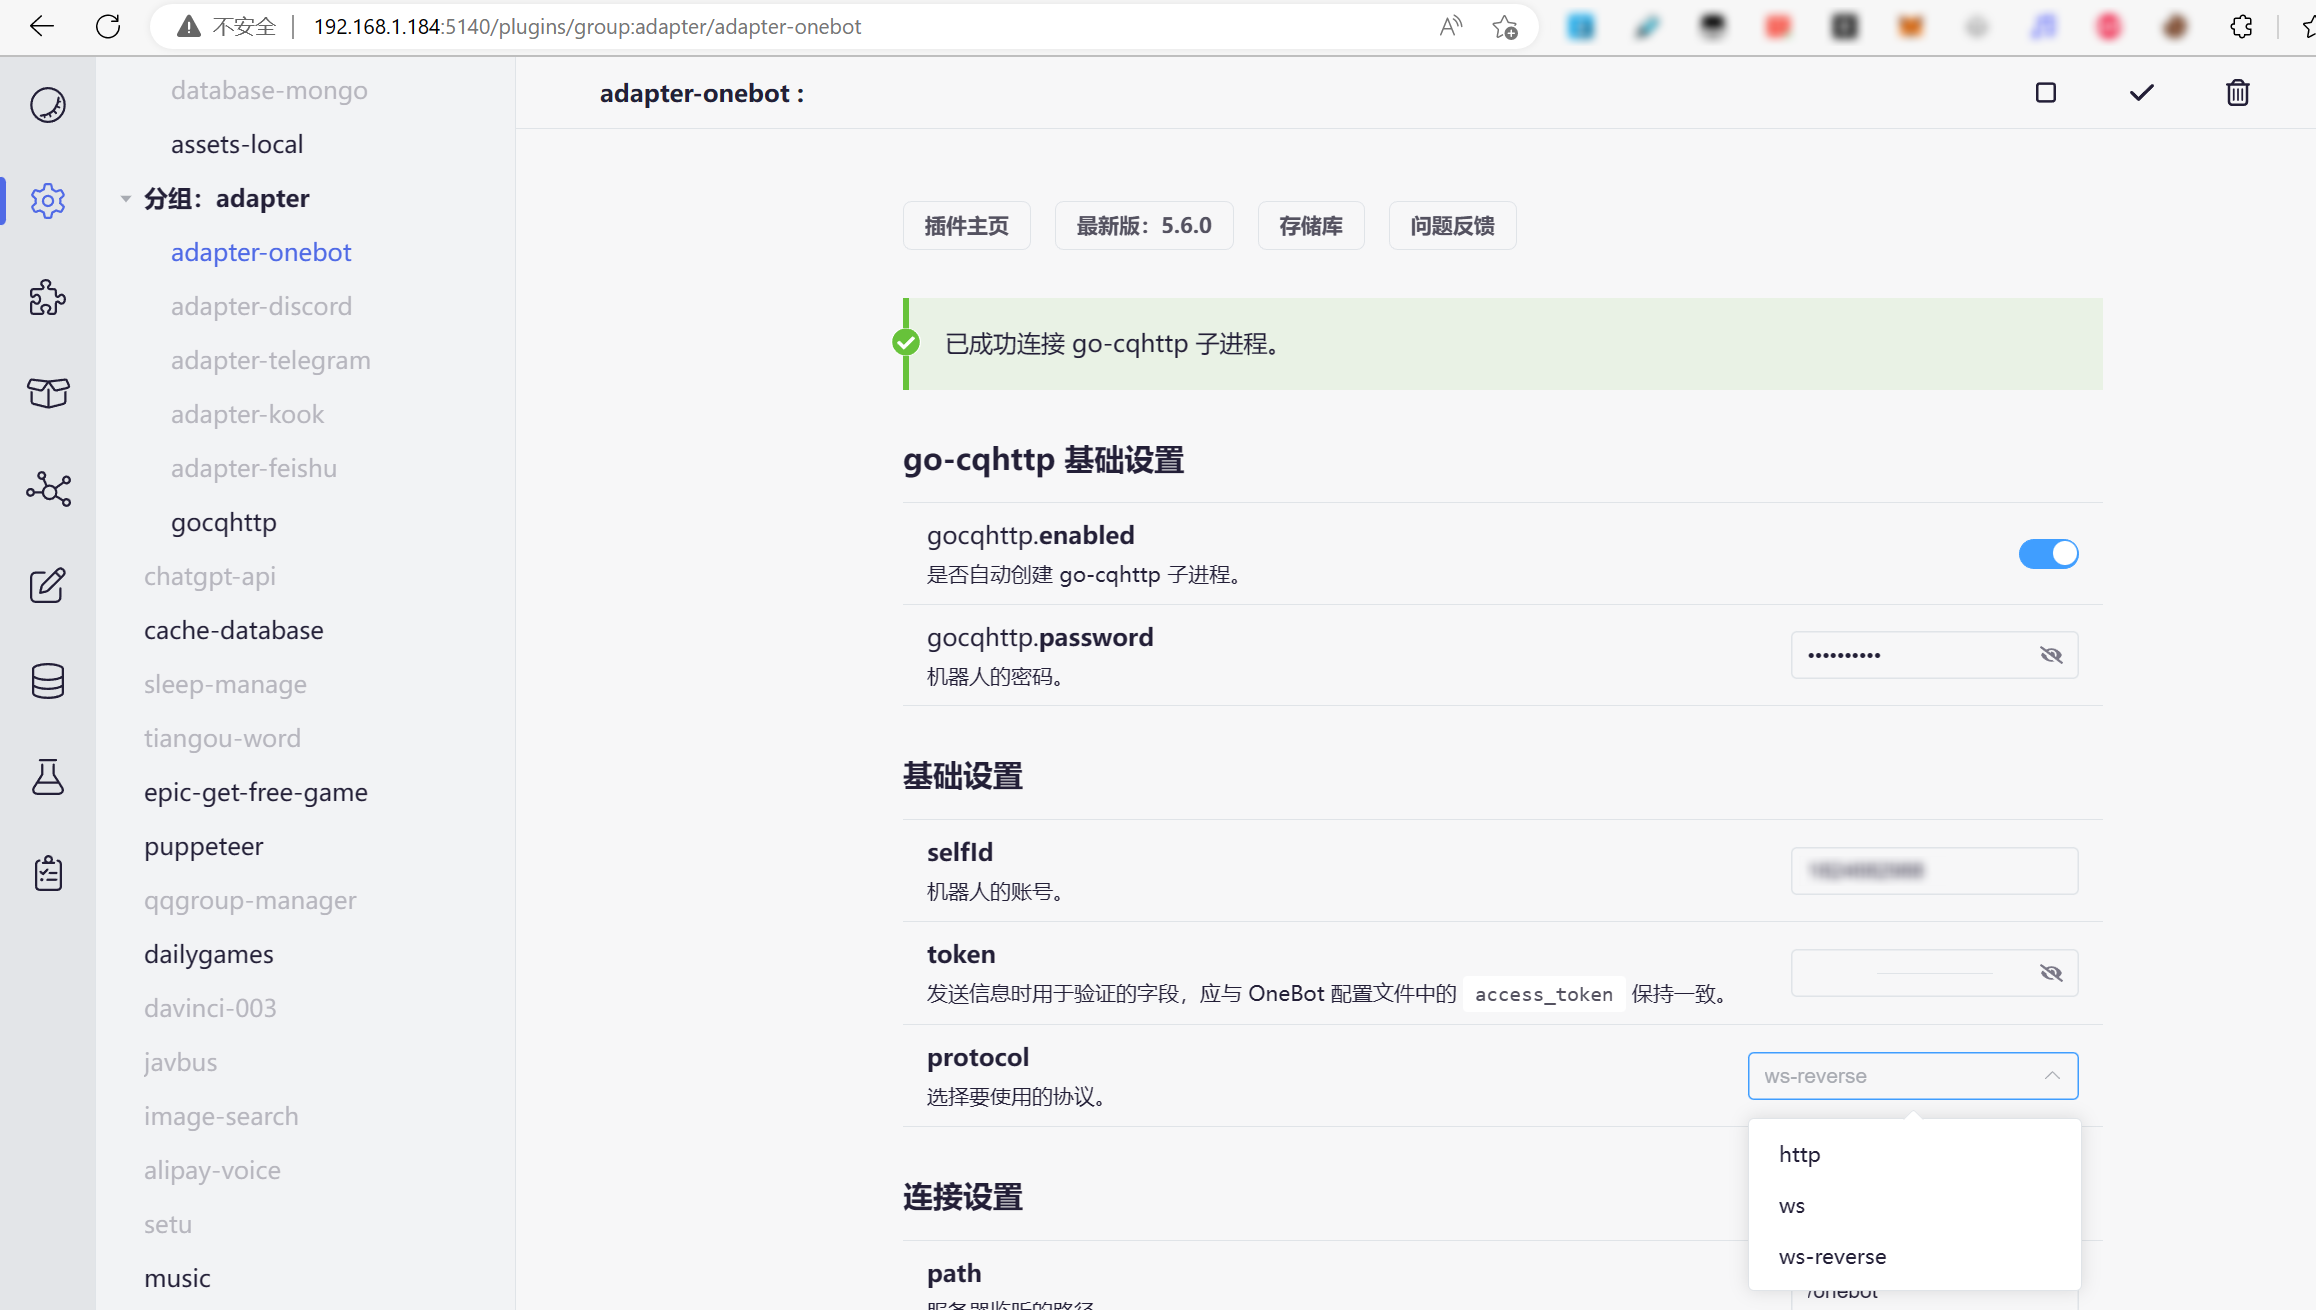 不安全
192.168.1.184:5140/plugins/group:adapter/adapter-onebot
database-mongo
assets-local
分组：adapter
adapter-onebot
adapter-discord
adapter-telegram
adapter-kook
adapter-feishu
gocqhttp
chatgpt-api
cache-database
sleep-manage
tiangou-word
epic-get-free-game
puppeteer
qqgroup-manager
dailygames
davinci-003
javbus
image-search
alipay-voice
setu
music
adapter-onebot :
插件主页
最新版：5.6.0
存储库
问题反馈
已成功连接 go-cqhttp 子进程。
go-cqhttp 基础设置
gocqhttp.enabled
是否自动创建 go-cqhttp 子进程。
gocqhttp.password
机器人的密码。
基础设置
selfId
机器人的账号。
token
发送信息时用于验证的字段，应与 OneBot 配置文件中的 access_token 保持一致。
protocol
选择要使用的协议。
ws-reverse
http
ws
ws-reverse
连接设置
path
服务器监听的路径
/onebot